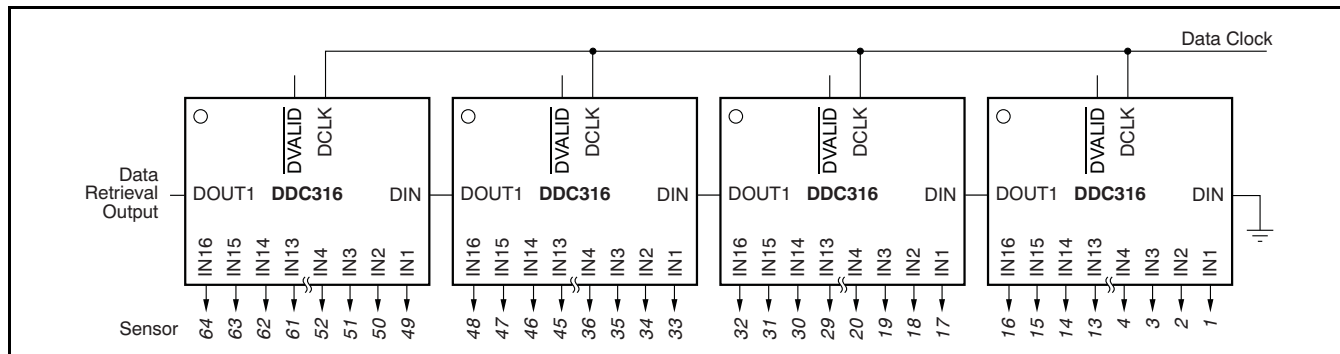 Data Clock
DVALID DCLK DVALID DCLK DVALID DCLK DVALID DCLK
Data
Retrieval
Output
DOUT1 DDC316 DIN DOUT1 DDC316 DIN DOUT1 DDC316 DIN DOUT1 DDC316 DIN
IN16 IN15 IN14 IN13 IN4 IN3 IN2 IN1 IN16 IN15 IN14 IN13 IN4 IN3 IN2 IN1 IN16 IN15 IN14 IN13 IN4 IN3 IN2 IN1 IN16 IN15 IN14 IN13 IN4 IN3 IN2 IN1
Sensor 64 63 62 61 52 51 50 49 48 47 46 45 36 35 34 33 32 31 30 29 20 19 18 17 16 15 14 13 4 3 2 1